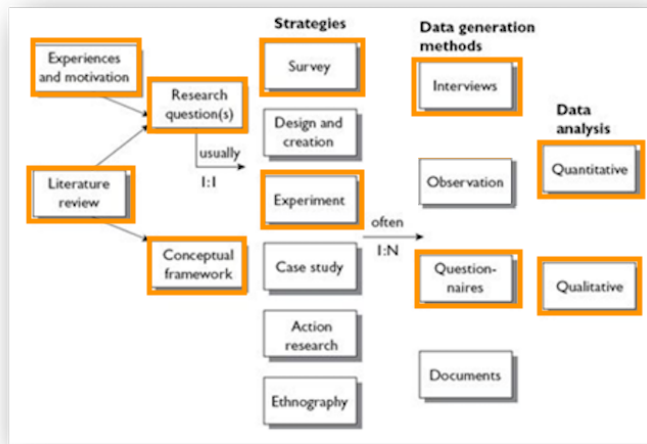 Experiences
and motivation
Literature
review
Research
question(s)
usually
1:1
Conceptual
framework
Strategies
Survey
Design and
creation
Experiment
Case study
Action
research
Ethnography
often
1:N
Data generation
methods
Interviews
Observation
Question-
naires
Documents
Data
analysis
Quantitative
Qualitative